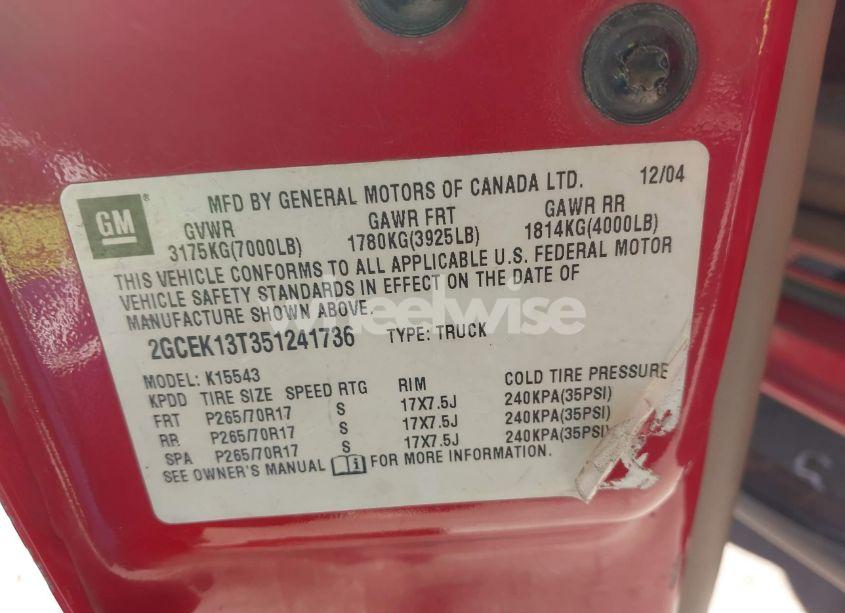 GM
MFD BY GENERAL MOTORS OF CANADA LTD. 12/04
GVWR GAWR FRT GAWR RR
3175KG(7000LB) 1780KG(3925LB) 1814KG(4000LB)
THIS VEHICLE CONFORMS TO ALL APPLICABLE U.S. FEDERAL MOTOR
VEHICLE SAFETY STANDARDS IN EFFECT ON THE DATE OF
MANUFACTURE SHOWN ABOVE.
wheelwise
2GCEK13T351241736 TYPE: TRUCK
MODEL: K15543
KPDD TIRE SIZE SPEED RTG RIM COLD TIRE PRESSURE
FRT P265/70R17 S 17X7.5J 240KPA(35PSI)
RR P265/70R17 S 17X7.5J 240KPA(35PSI)
SPA P265/70R17 S 17X7.5J 240KPA(35PSI)
SEE OWNER'S MANUAL FOR MORE INFORMATION.